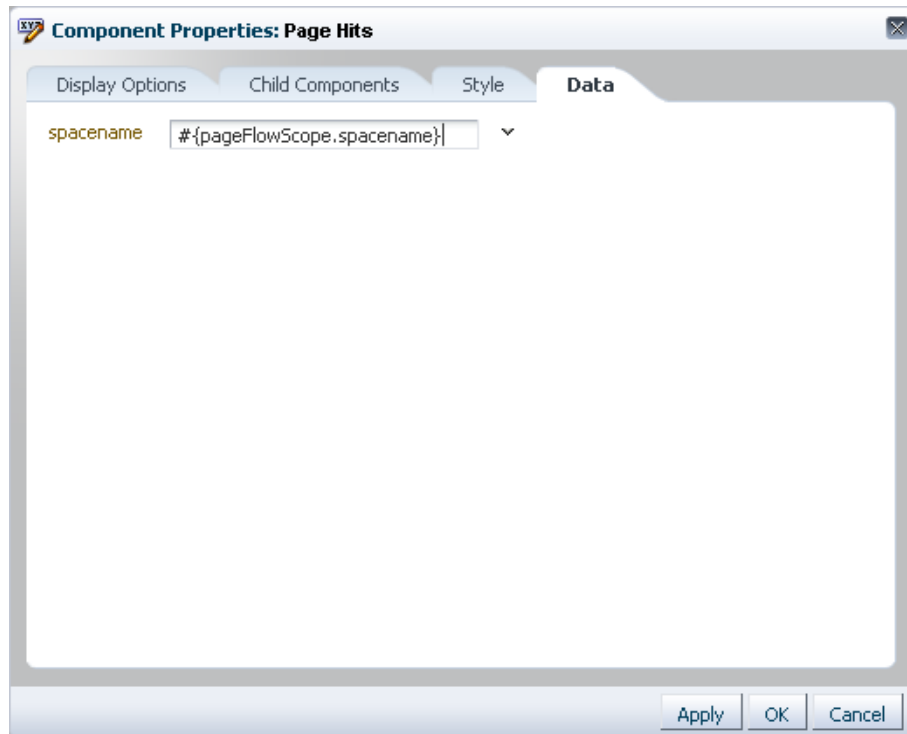 Component Properties: Page Hits
Display Options Child Components Style Data
spacename #{pageFlowScope.spacename}
Apply OK Cancel